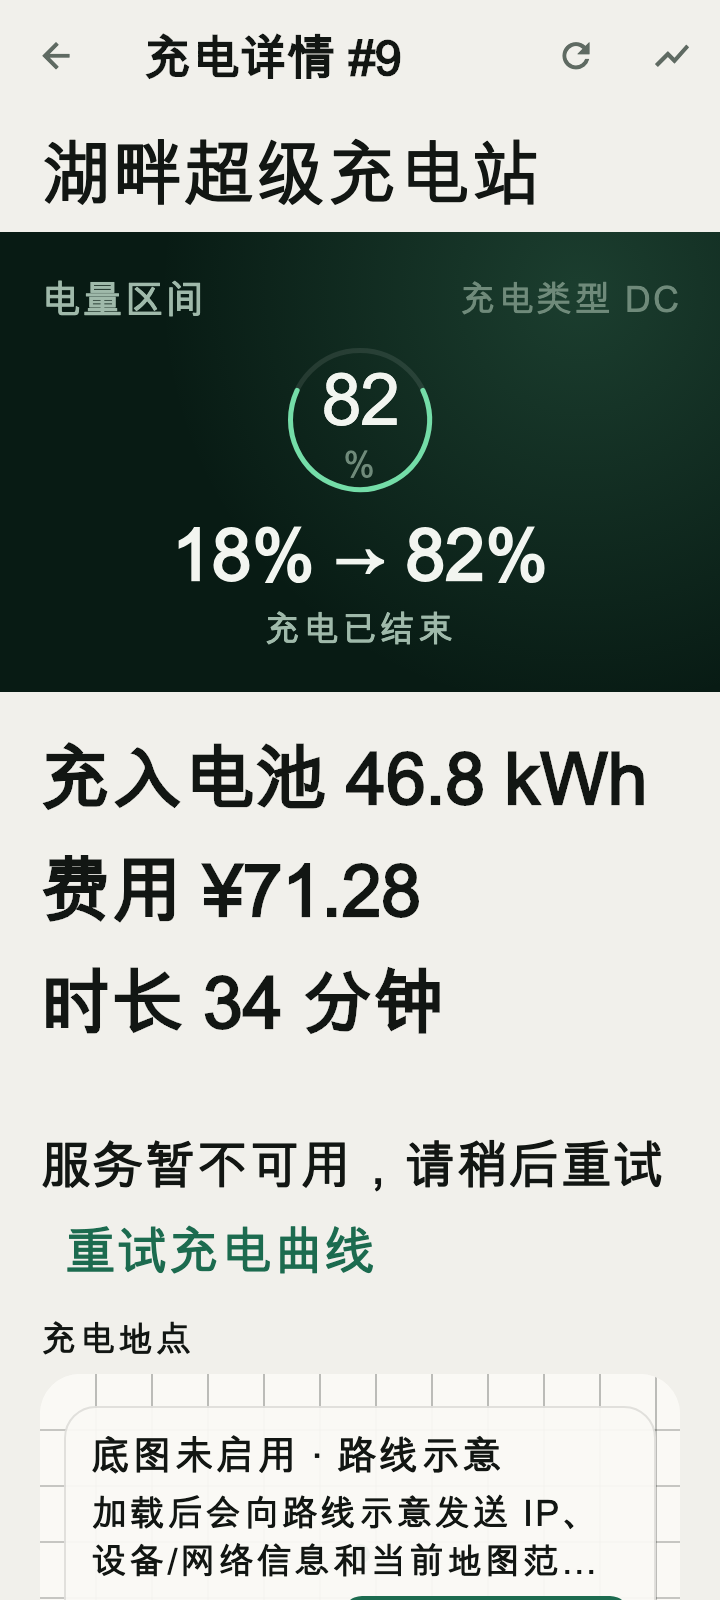 充电详情 #9
湖畔超级充电站
电量区间
充电类型 DC
82
%
18% → 82%
充电已结束
充入电池 46.8 kWh
费用 ¥71.28
时长 34 分钟
服务暂不可用，请稍后重试
重试充电曲线
充电地点
底图未启用 · 路线示意
加载后会向路线示意发送 IP、
设备/网络信息和当前地图范…